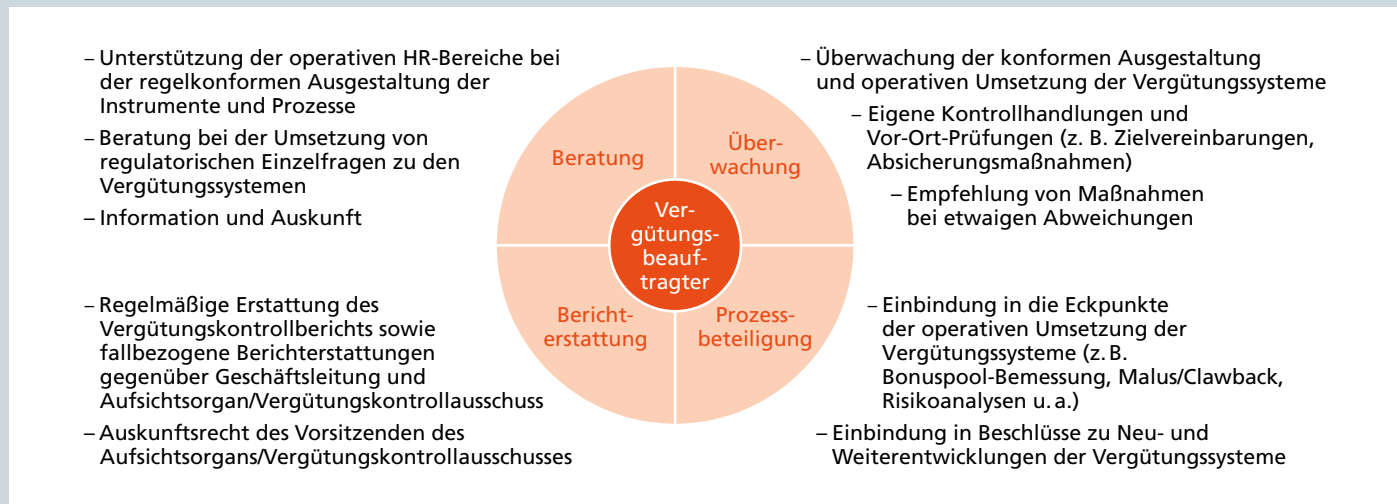 – Unterstützung der operativen HR-Bereiche bei
der regelkonformen Ausgestaltung der
Instrumente und Prozesse
– Beratung bei der Umsetzung von
regulatorischen Einzelfragen zu den
Vergütungssystemen
– Information und Auskunft
– Überwachung der konformen Ausgestaltung
und operativen Umsetzung der Vergütungssysteme
– Eigene Kontrollhandlungen und
Vor-Ort-Prüfungen (z. B. Zielvereinbarungen,
Absicherungsmaßnahmen)
– Empfehlung von Maßnahmen
bei etwaigen Abweichungen
Beratung
Über-
wachung
Ver-
gütungs-
beauf-
tragter
Bericht-
erstattung
Prozess-
beteiligung
– Regelmäßige Erstattung des
Vergütungskontrollberichts sowie
fallbezogene Berichterstattungen
gegenüber Geschäftsleitung und
Aufsichtsorgan/Vergütungskontrollausschuss
– Auskunftsrecht des Vorsitzenden des
Aufsichtsorgans/Vergütungskontrollausschusses
– Einbindung in die Eckpunkte
der operativen Umsetzung der
Vergütungssysteme (z. B.
Bonuspool-Bemessung, Malus/Clawback,
Risikoanalysen u. a.)
– Einbindung in Beschlüsse zu Neu- und
Weiterentwicklungen der Vergütungssysteme